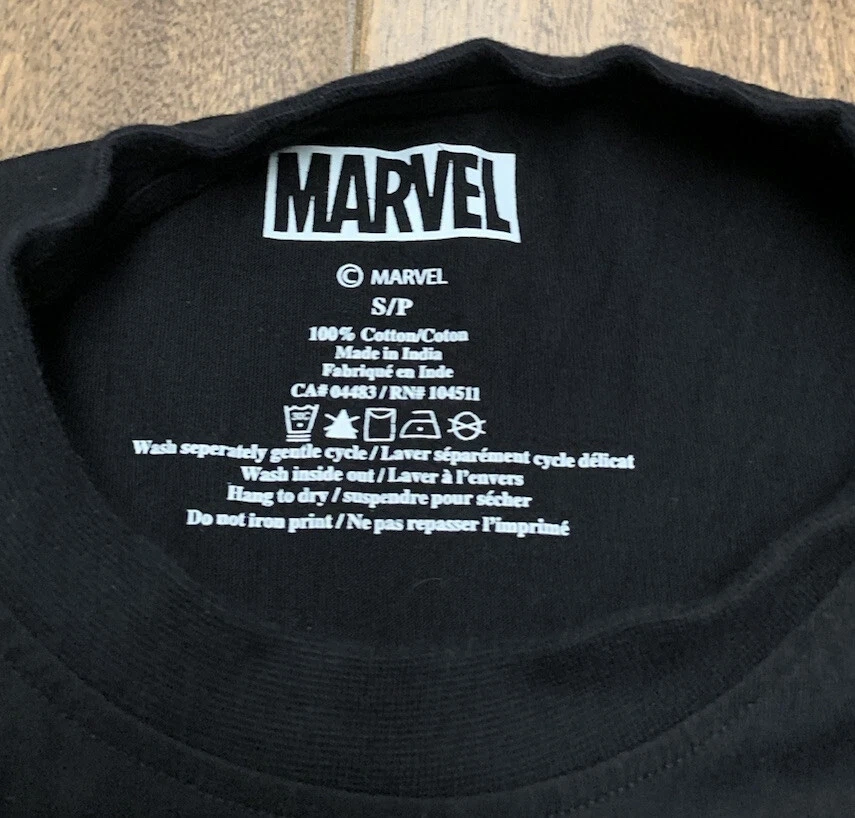 MARVEL
© MARVEL
S/P
100% Cotton/Coton
Made in India
Fabriqué en Inde
CA# 04483 / RN# 104511
30C
Wash seperately gentle cycle / Laver séparément cycle délicat
Wash inside out / Laver à l'envers
Hang to dry / suspendre pour sécher
Do not iron print / Ne pas repasser l'imprimé